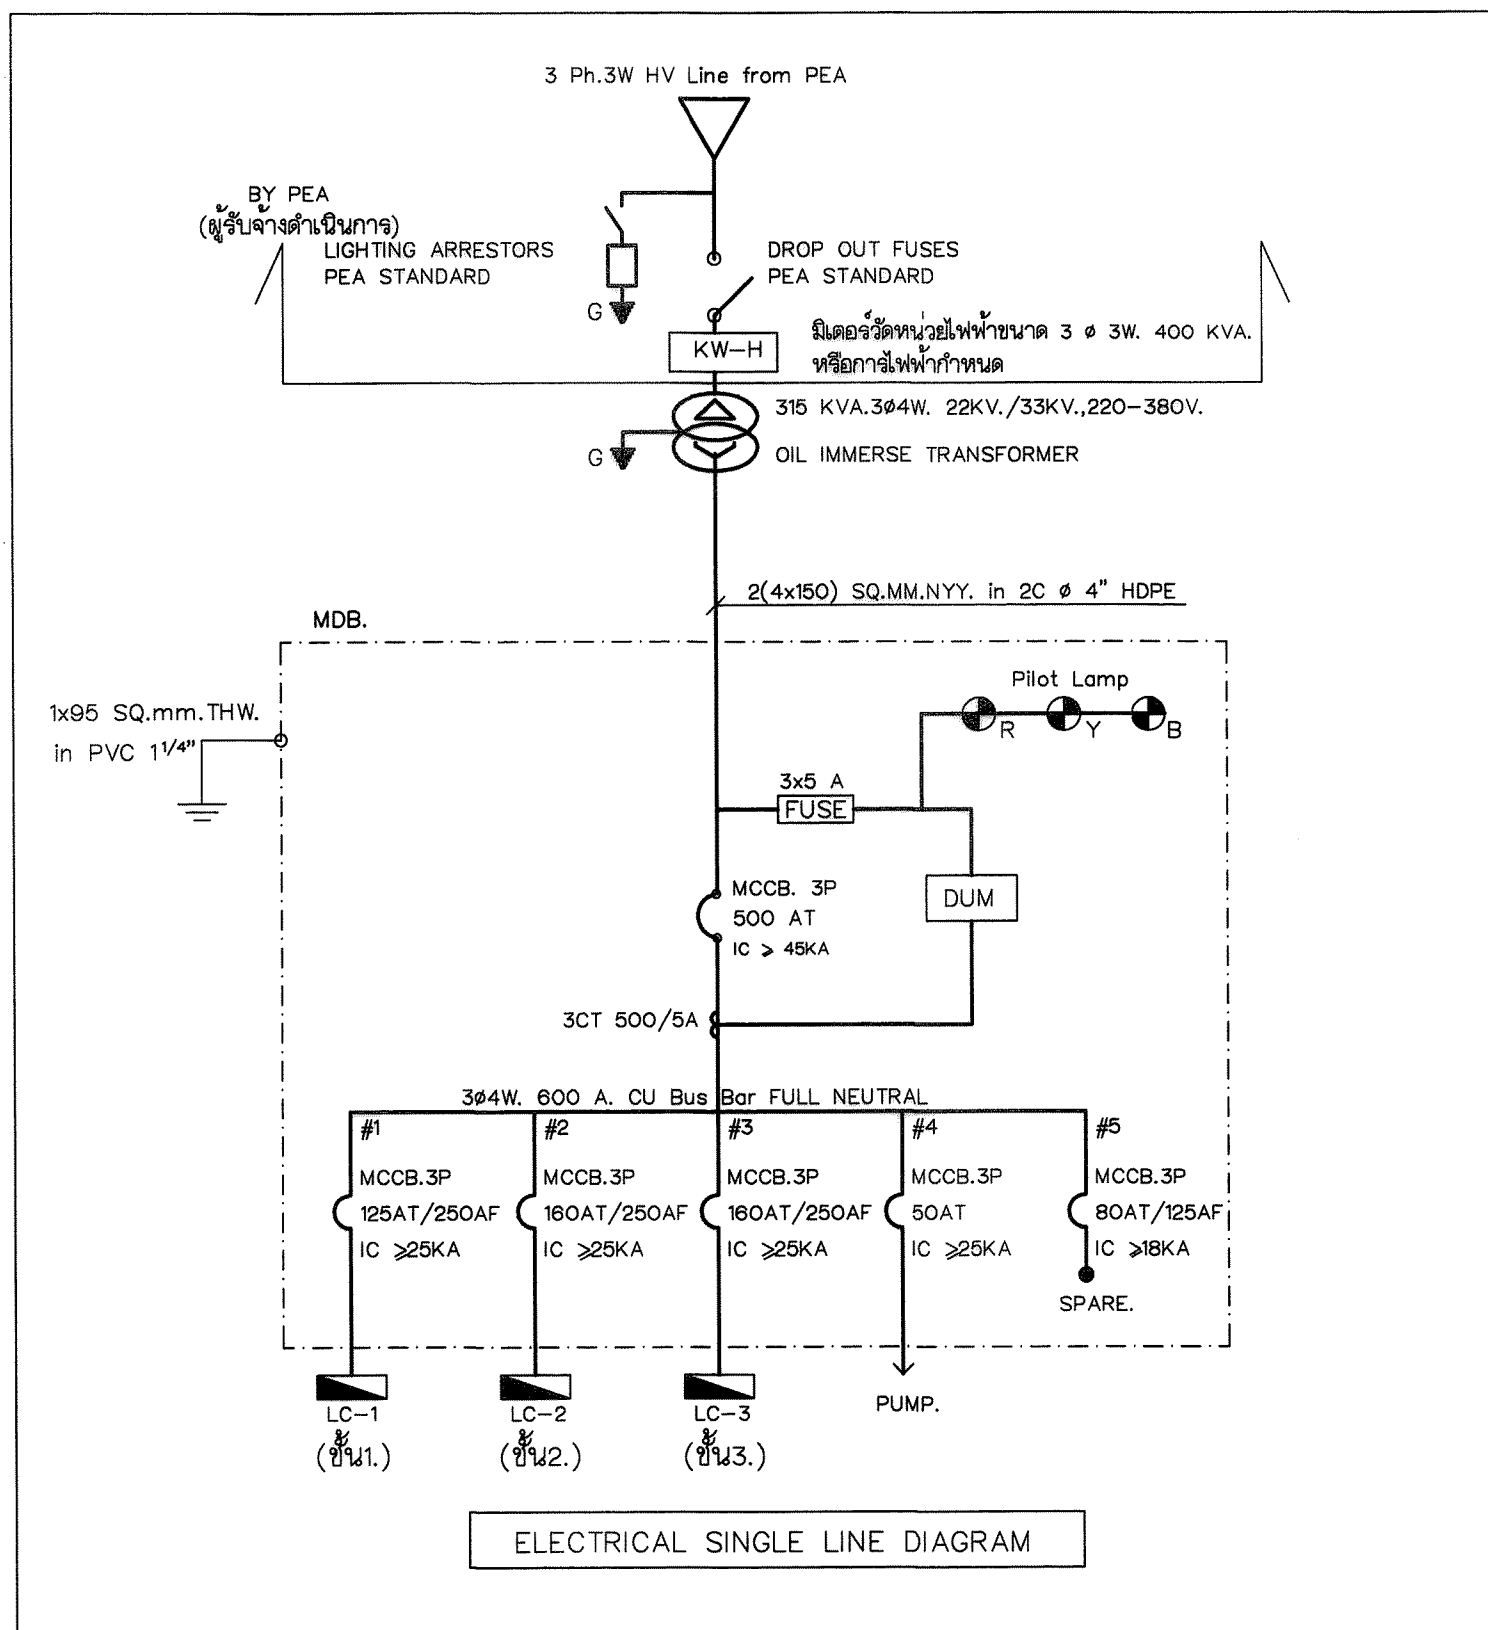 3 Ph.3W HV Line from PEA
BY PEA
(ผู้รับจ้างดำเนินการ)
LIGHTING ARRESTORS
PEA STANDARD
G
DROP OUT FUSES
PEA STANDARD
KW-H
มิเตอร์วัดหน่วยไฟฟ้าขนาด 3 ø 3W. 400 KVA.
หรือการไฟฟ้ากำหนด
315 KVA.3ø4W. 22KV./33KV.,220-380V.
G
OIL IMMERSE TRANSFORMER
2(4x150) SQ.MM.NYY. in 2C ø 4" HDPE
MDB.
1x95 SQ.mm.THW.
in PVC 1 1/4"
Pilot Lamp
R
Y
B
3x5 A
FUSE
MCCB. 3P
500 AT
IC ⩾ 45KA
DUM
3CT 500/5A
3ø4W. 600 A. CU Bus Bar FULL NEUTRAL
#1
MCCB.3P
125AT/250AF
IC ⩾25KA
#2
MCCB.3P
160AT/250AF
IC ⩾25KA
#3
MCCB.3P
160AT/250AF
IC ⩾25KA
#4
MCCB.3P
50AT
IC ⩾25KA
#5
MCCB.3P
80AT/125AF
IC ⩾18KA
SPARE.
LC-1
(ชั้น1.)
LC-2
(ชั้น2.)
LC-3
(ชั้น3.)
PUMP.
ELECTRICAL SINGLE LINE DIAGRAM